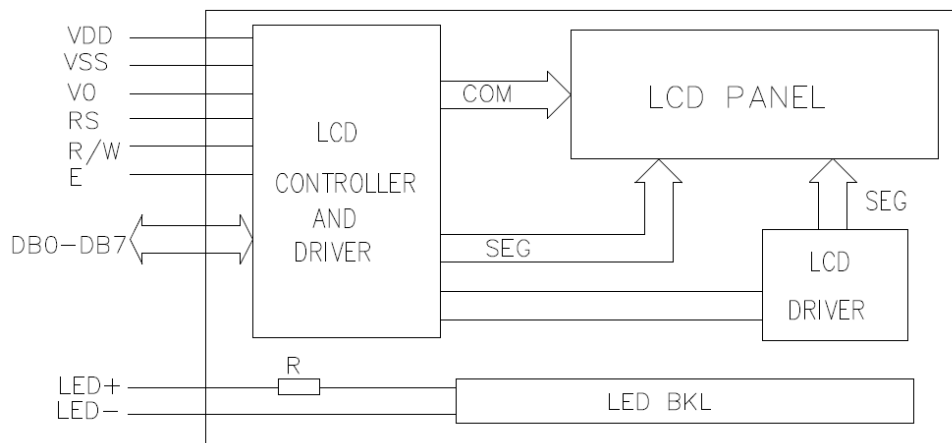 VDD
VSS
V0
RS
R/W
E
DB0-DB7
LCD
CONTROLLER
AND
DRIVER
COM
SEG
LCD PANEL
SEG
LCD
DRIVER
LED+
LED-
R
LED BKL